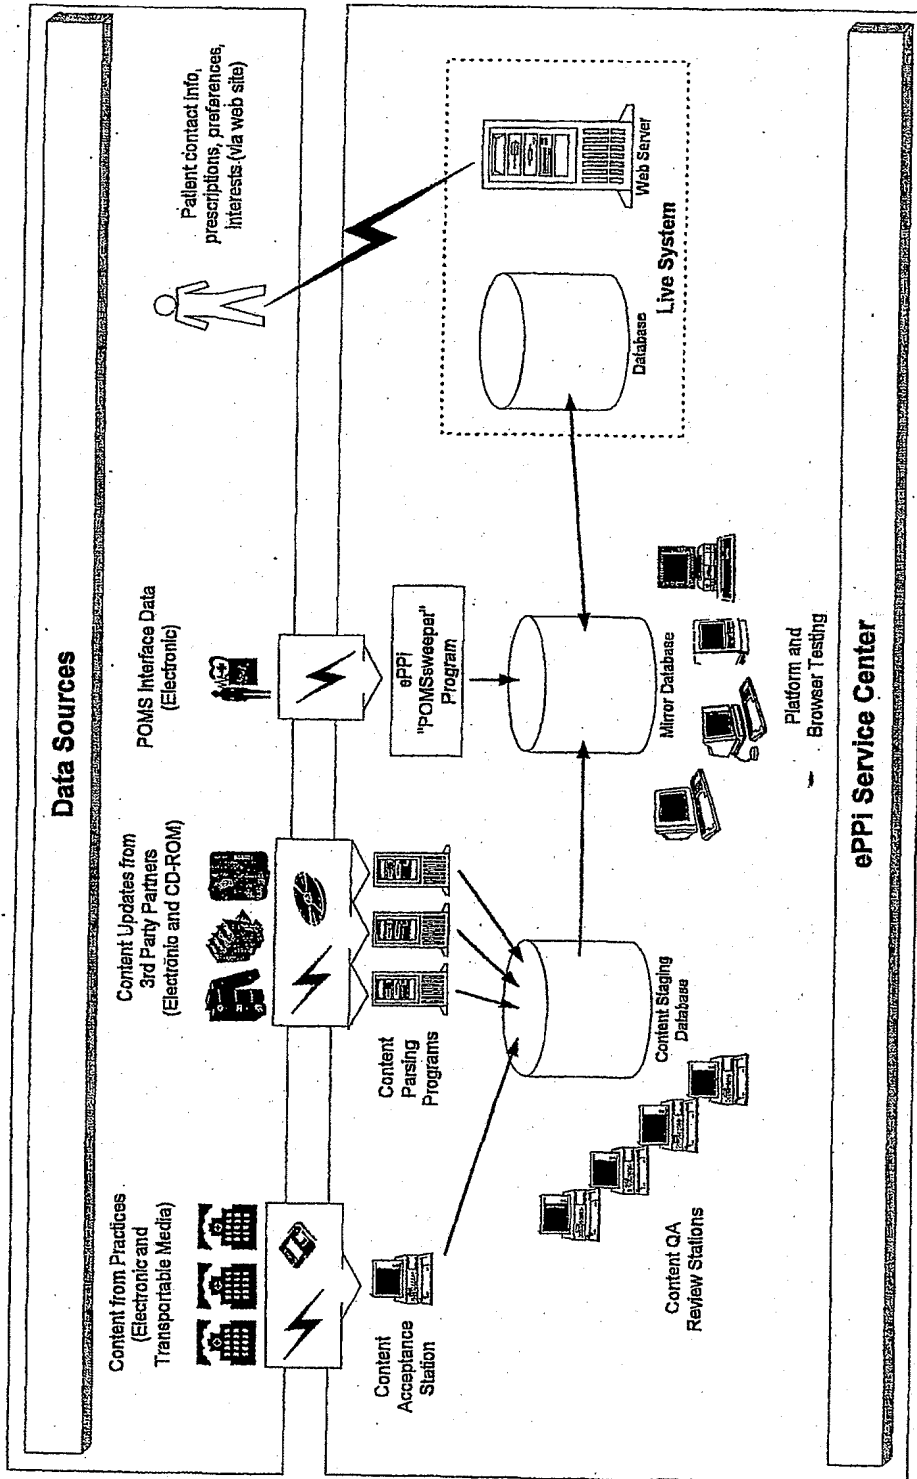 Data Sources
Content from Practices
(Electronic and
Transportable Media)
Content Updates from
3rd Party Partners
(Electronic and CD-ROM)
POMS Interface Data
(Electronic)
Patient contact info,
prescriptions, preferences,
interests (via web site)
Content
Acceptance
Station
Content
Parsing
Programs
ePPi
"POMSsweeper"
Program
Content QA
Review Stations
Content Staging
Database
Mirror Database
Platform and
Browser Testing
Database
Web Server
Live System
ePPi Service Center